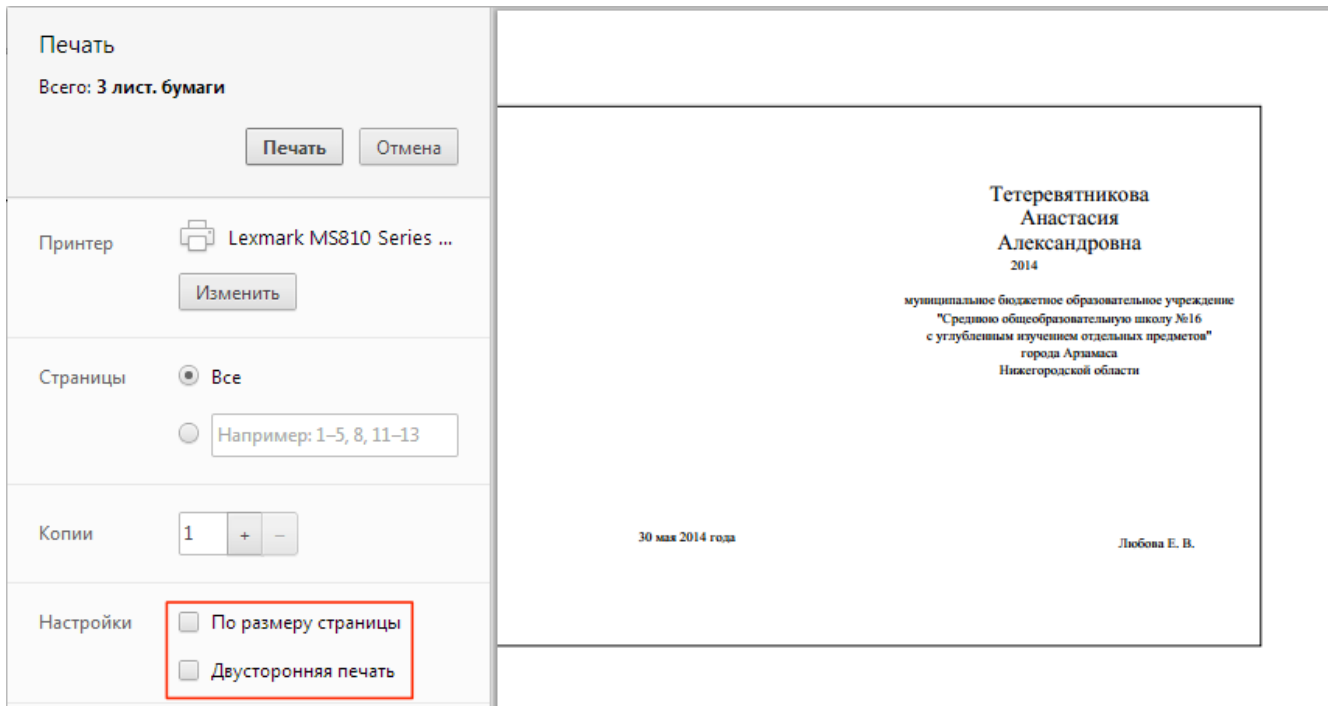 Печать
Всего: 3 лист. бумаги
Печать Отмена
Принтер Lexmark MS810 Series ...
Изменить
Страницы Все
Например: 1–5, 8, 11–13
Копии 1 + –
Настройки По размеру страницы
Двусторонняя печать
Тетеревятникова
Анастасия
Александровна
2014
муниципальное бюджетное образовательное учреждение
"Среднюю общеобразовательную школу №16
с углубленным изучением отдельных предметов"
города Арзамаса
Нижегородской области
30 мая 2014 года
Любова Е. В.